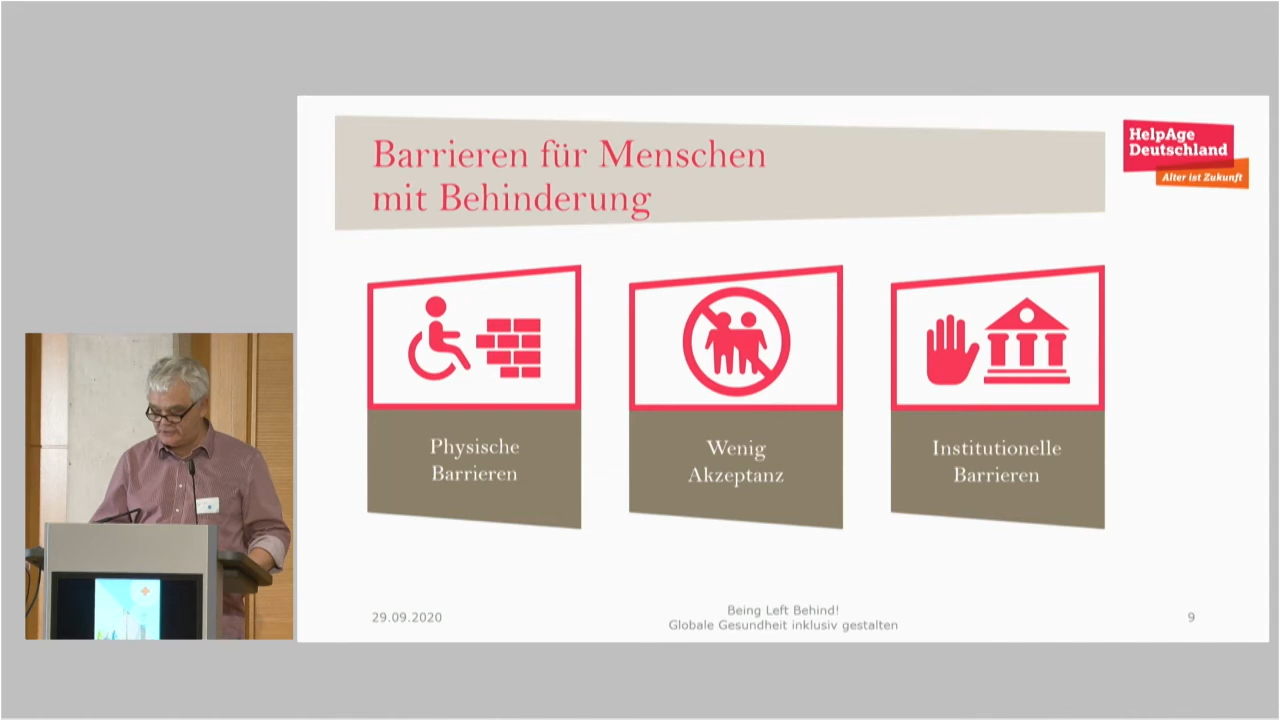 Barrieren für Menschen
mit Behinderung
HelpAge
Deutschland
Alter ist Zukunft
Physische
Barrieren
Wenig
Akzeptanz
Institutionelle
Barrieren
29.09.2020
Being Left Behind!
Globale Gesundheit inklusiv gestalten
9